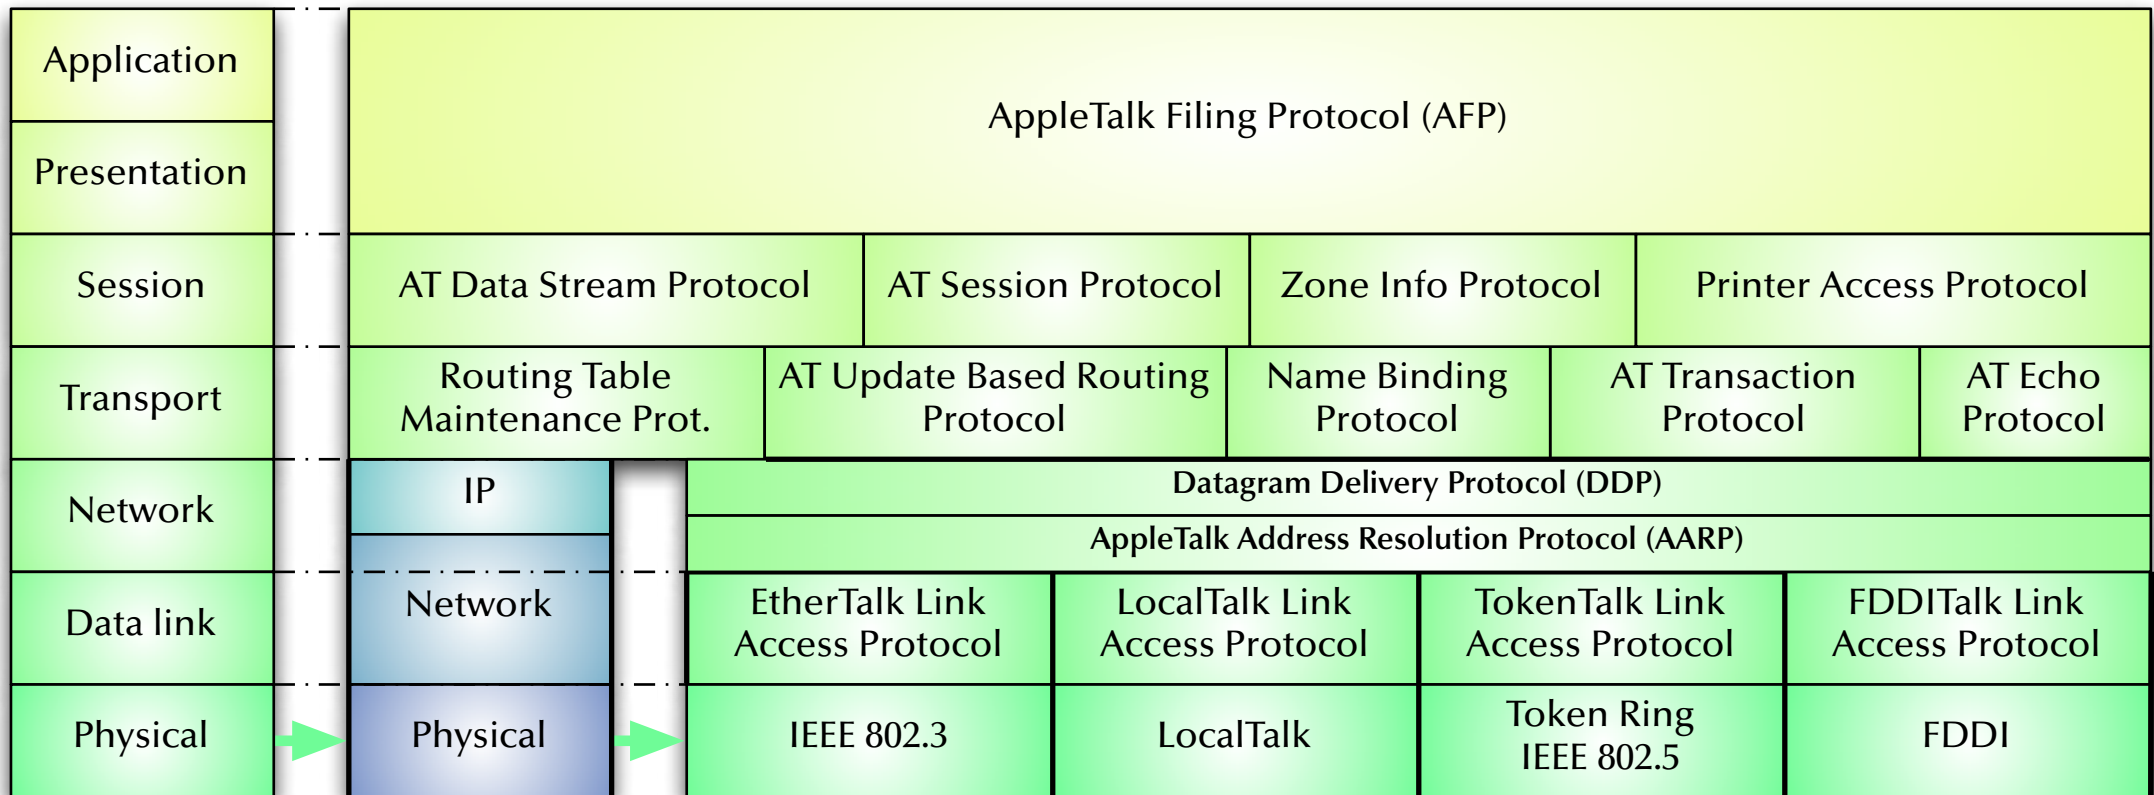 Application
Presentation
AppleTalk Filing Protocol (AFP)
Session
AT Data Stream Protocol
AT Session Protocol
Zone Info Protocol
Printer Access Protocol
Transport
Routing Table
Maintenance Prot.
AT Update Based Routing
Protocol
Name Binding
Protocol
AT Transaction
Protocol
AT Echo
Protocol
Network
IP
Datagram Delivery Protocol (DDP)
AppleTalk Address Resolution Protocol (AARP)
Data link
Network
EtherTalk Link
Access Protocol
LocalTalk Link
Access Protocol
TokenTalk Link
Access Protocol
FDDITalk Link
Access Protocol
Physical
Physical
IEEE 802.3
LocalTalk
Token Ring
IEEE 802.5
FDDI